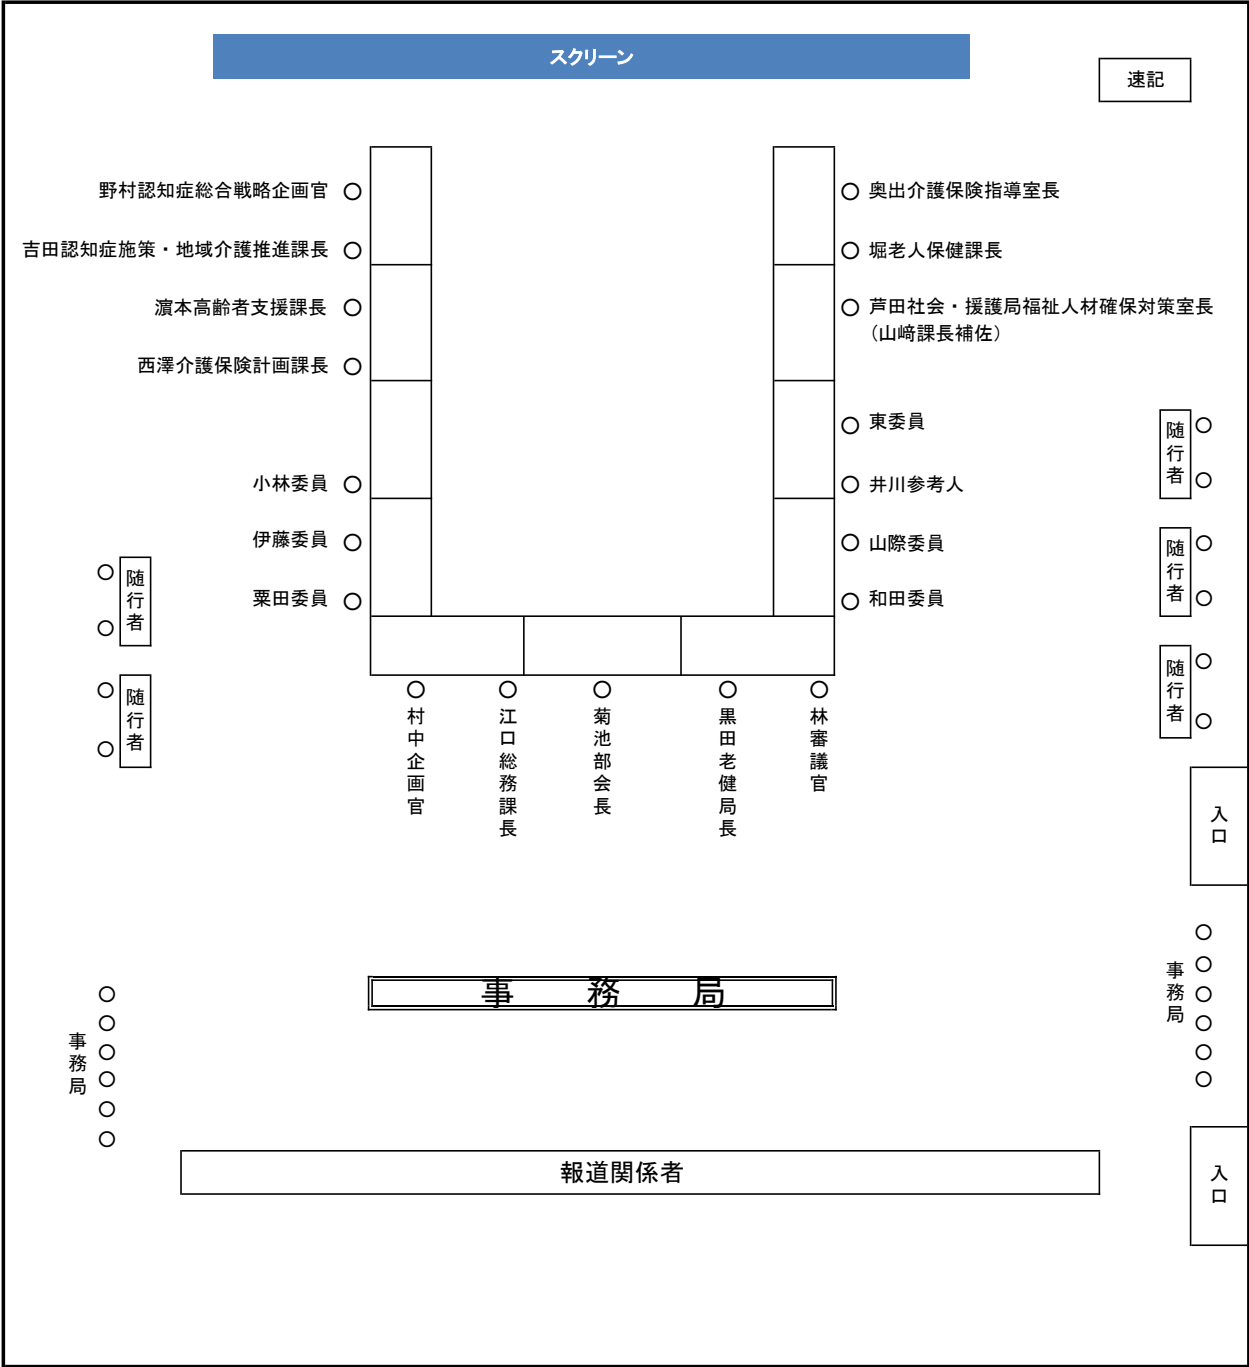 スクリーン
速記
野村認知症総合戦略企画官
奥出介護保険指導室長
吉田認知症施策・地域介護推進課長
堀老人保健課長
濵本高齢者支援課長
芦田社会・援護局福祉人材確保対策室長
（山﨑課長補佐）
西澤介護保険計画課長
東委員
随行者
小林委員
井川参考人
伊藤委員
山際委員
随行者
随行者
粟田委員
和田委員
随行者
随行者
村中企画官
江口総務課長
菊池部会長
黒田老健局長
林審議官
入口
事務局
事務局
事務局
報道関係者
入口